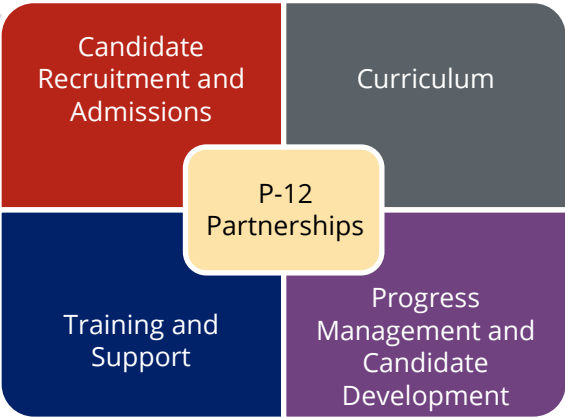 Candidate
Recruitment and
Admissions
Curriculum
P-12
Partnerships
Training and
Support
Progress
Management and
Candidate
Development